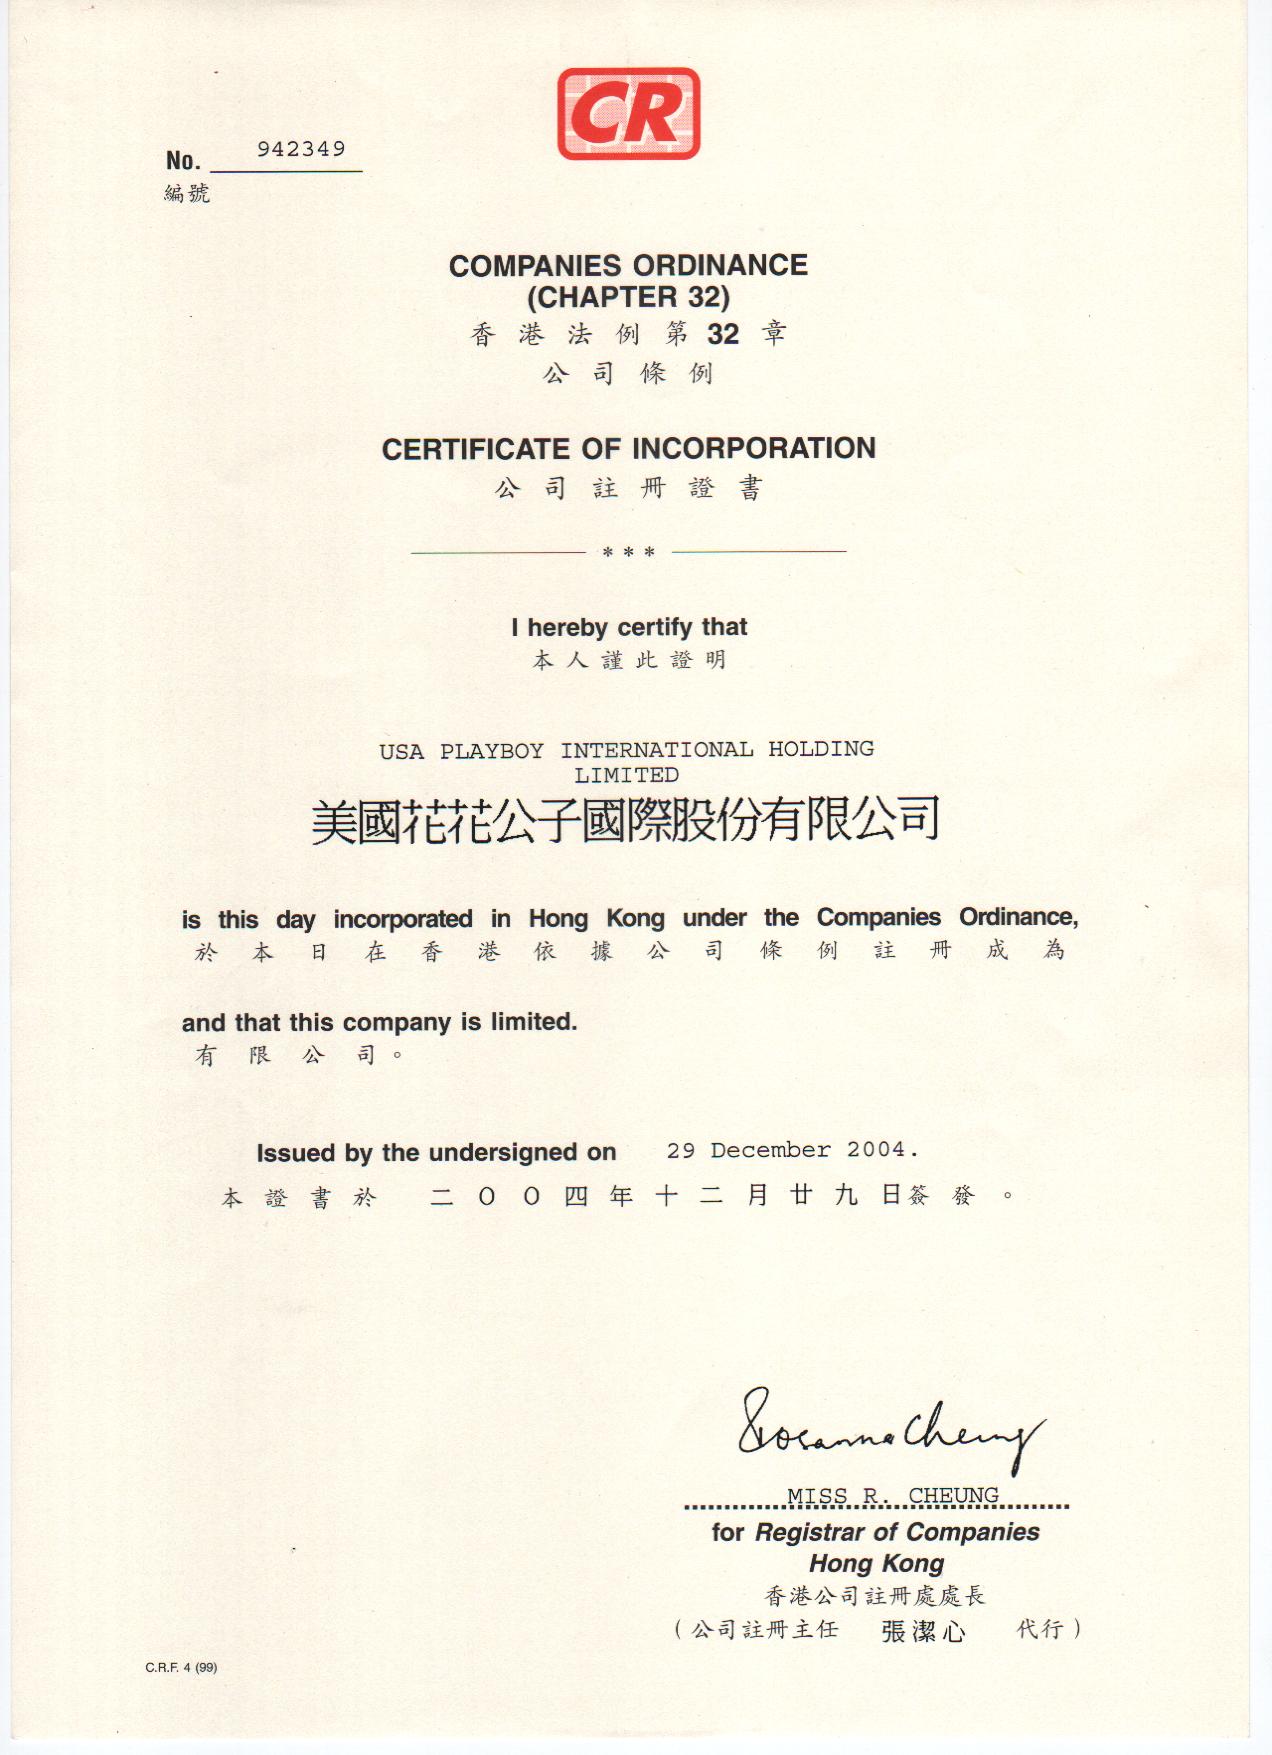 CR
No. 942349
編號
COMPANIES ORDINANCE
(CHAPTER 32)
香港法例第32章
公司條例
CERTIFICATE OF INCORPORATION
公司註冊證書
***
I hereby certify that
本人謹此證明
USA PLAYBOY INTERNATIONAL HOLDING
LIMITED
美國花花公子國際股份有限公司
is this day incorporated in Hong Kong under the Companies Ordinance,
於本日在香港依據公司條例註冊成為
and that this company is limited.
有限公司。
Issued by the undersigned on 29 December 2004.
本證書於二〇〇四年十二月廿九日簽發。
Rosanna Cheung
MISS R. CHEUNG
for Registrar of Companies
Hong Kong
香港公司註冊處處長
(公司註冊主任 張潔心 代行)
C.R.F. 4 (99)